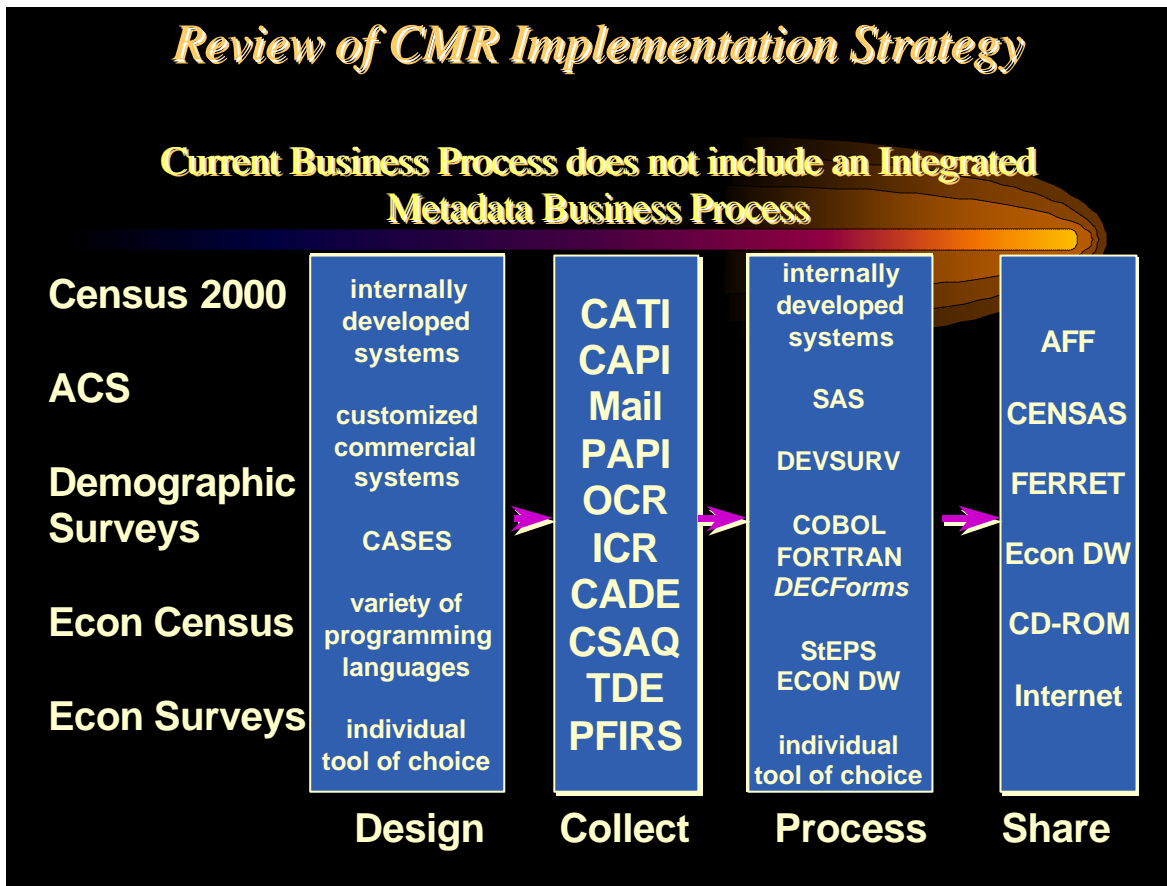 Review of CMR Implementation Strategy
Current Business Process does not include an Integrated
Metadata Business Process
Census 2000
ACS
Demographic
Surveys
Econ Census
Econ Surveys
internally
developed
systems
customized
commercial
systems
CASES
variety of
programming
languages
individual
tool of choice
Design
CATI
CAPI
Mail
PAPI
OCR
ICR
CADE
CSAQ
TDE
PFIRS
Collect
internally
developed
systems
SAS
DEVSURV
COBOL
FORTRAN
DECForms
StEPS
ECON DW
individual
tool of choice
Process
AFF
CENSAS
FERRET
Econ DW
CD-ROM
Internet
Share